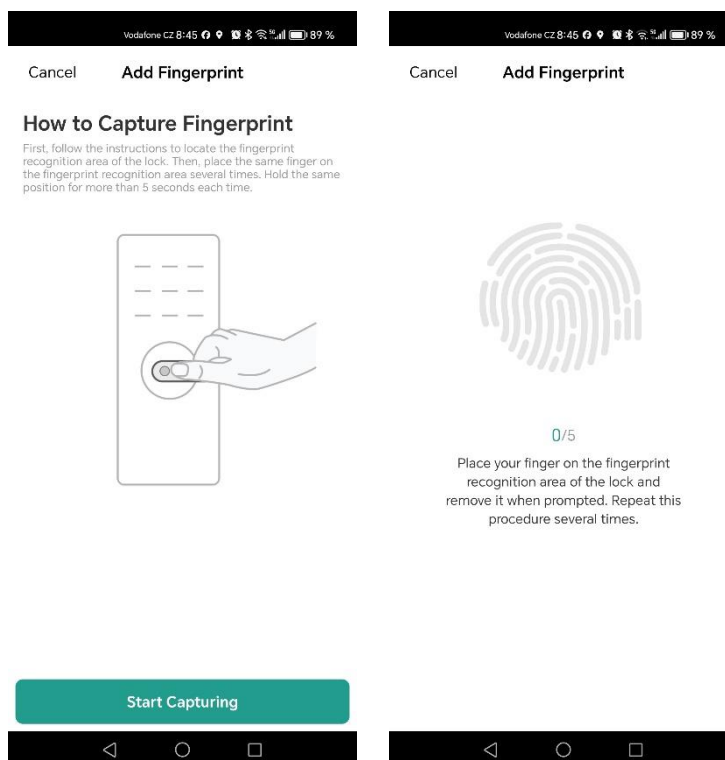 Vodafone CZ 8:45 89 %
Cancel
Add Fingerprint
How to Capture Fingerprint
First, follow the instructions to locate the fingerprint
recognition area of the lock. Then, place the same finger on
the fingerprint recognition area several times. Hold the same
position for more than 5 seconds each time.
Start Capturing
Vodafone CZ 8:45 89 %
Cancel
Add Fingerprint
0/5
Place your finger on the fingerprint
recognition area of the lock and
remove it when prompted. Repeat this
procedure several times.